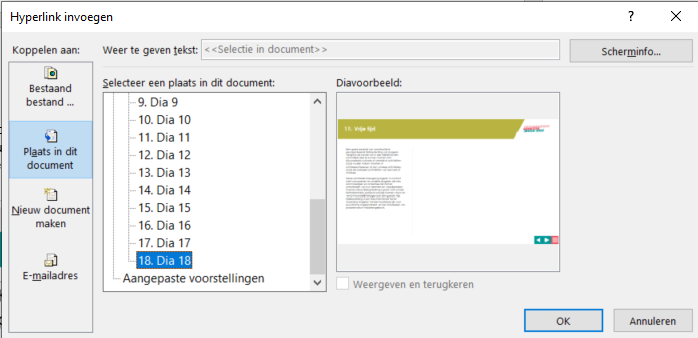 Hyperlink invoegen
Koppelen aan:
Weer te geven tekst:
<<Selectie in document>>
Scherminfo...
Bestaand
bestand ...
Plaats in dit
document
Nieuw document
maken
E-mailadres
Selecteer een plaats in dit document:
9. Dia 9
10. Dia 10
11. Dia 11
12. Dia 12
13. Dia 13
14. Dia 14
15. Dia 15
16. Dia 16
17. Dia 17
18. Dia 18
Aangepaste voorstellingen
Diavoorbeeld:
Vrije tijd
Weergeven en terugkeren
OK
Annuleren